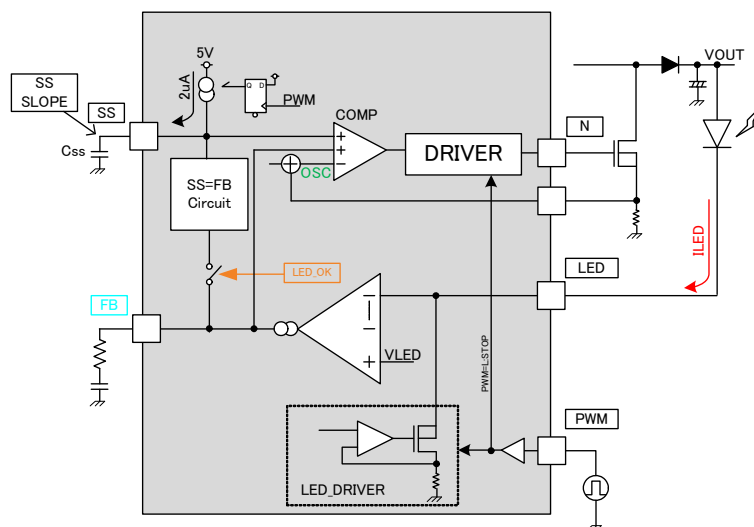 5V
2uA
Q D
PWM
COMP
VOUT
SS
SLOPE
SS
Css
N
DRIVER
OSC
SS=FB
Circuit
LED_OK
ILED
LED
FB
VLED
PWM=L:STOP
PWM
LED_DRIVER